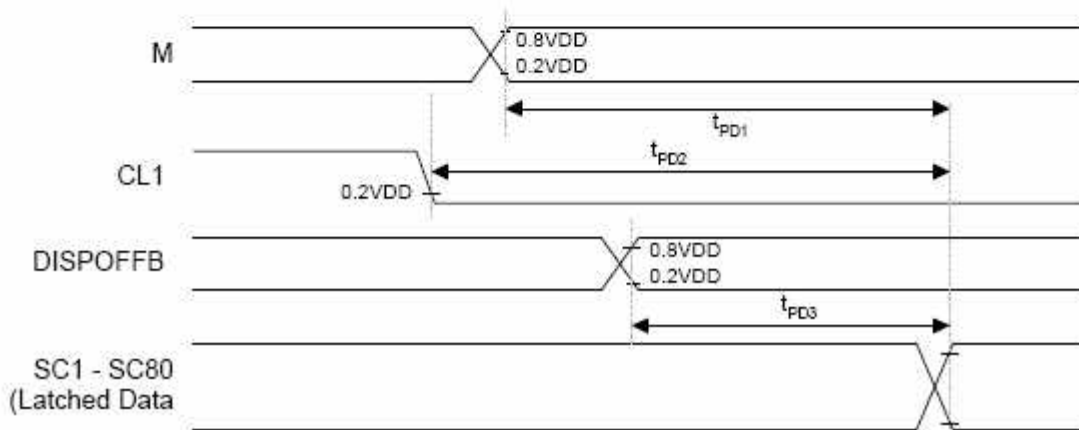 M
0.8VDD
0.2VDD
tPD1
tPD2
CL1
0.2VDD
DISPOFFB
0.8VDD
0.2VDD
tPD3
SC1 - SC80
(Latched Data